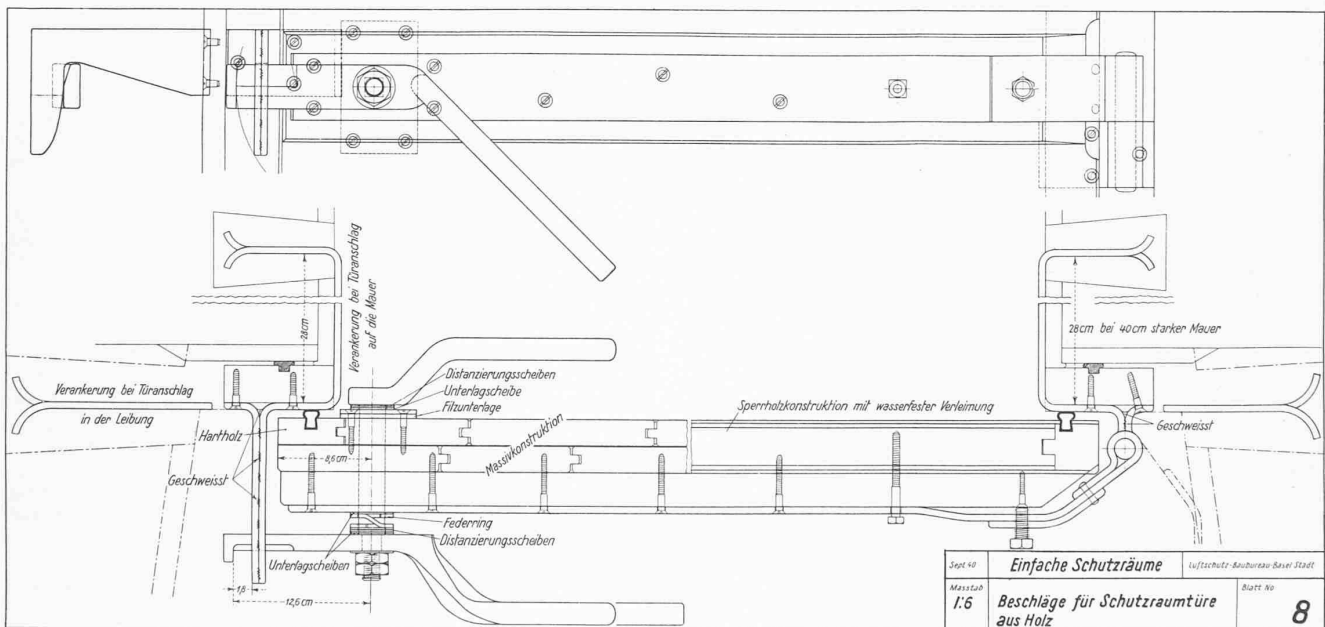 Verankerung bei Türanschlag
auf die Mauer
28cm
28cm bei 40cm starker Mauer
Verankerung bei Türanschlag
in der Leibung
Distanzierungsscheiben
Unterlagscheibe
Filzunterlage
Sperrholzkonstruktion mit wasserfester Verleimung
Geschweisst
Hartholz
Massivkonstruktion
8,6cm
Geschweisst
Federring
Distanzierungsscheiben
Unterlagscheiben
1,8
12,6cm
Sept 40
Einfache Schutzräume
Luftschutz-Baubureau-Basel Stadt
Masstab
1:6
Beschläge für Schutzraumtüre
aus Holz
Blatt No
8